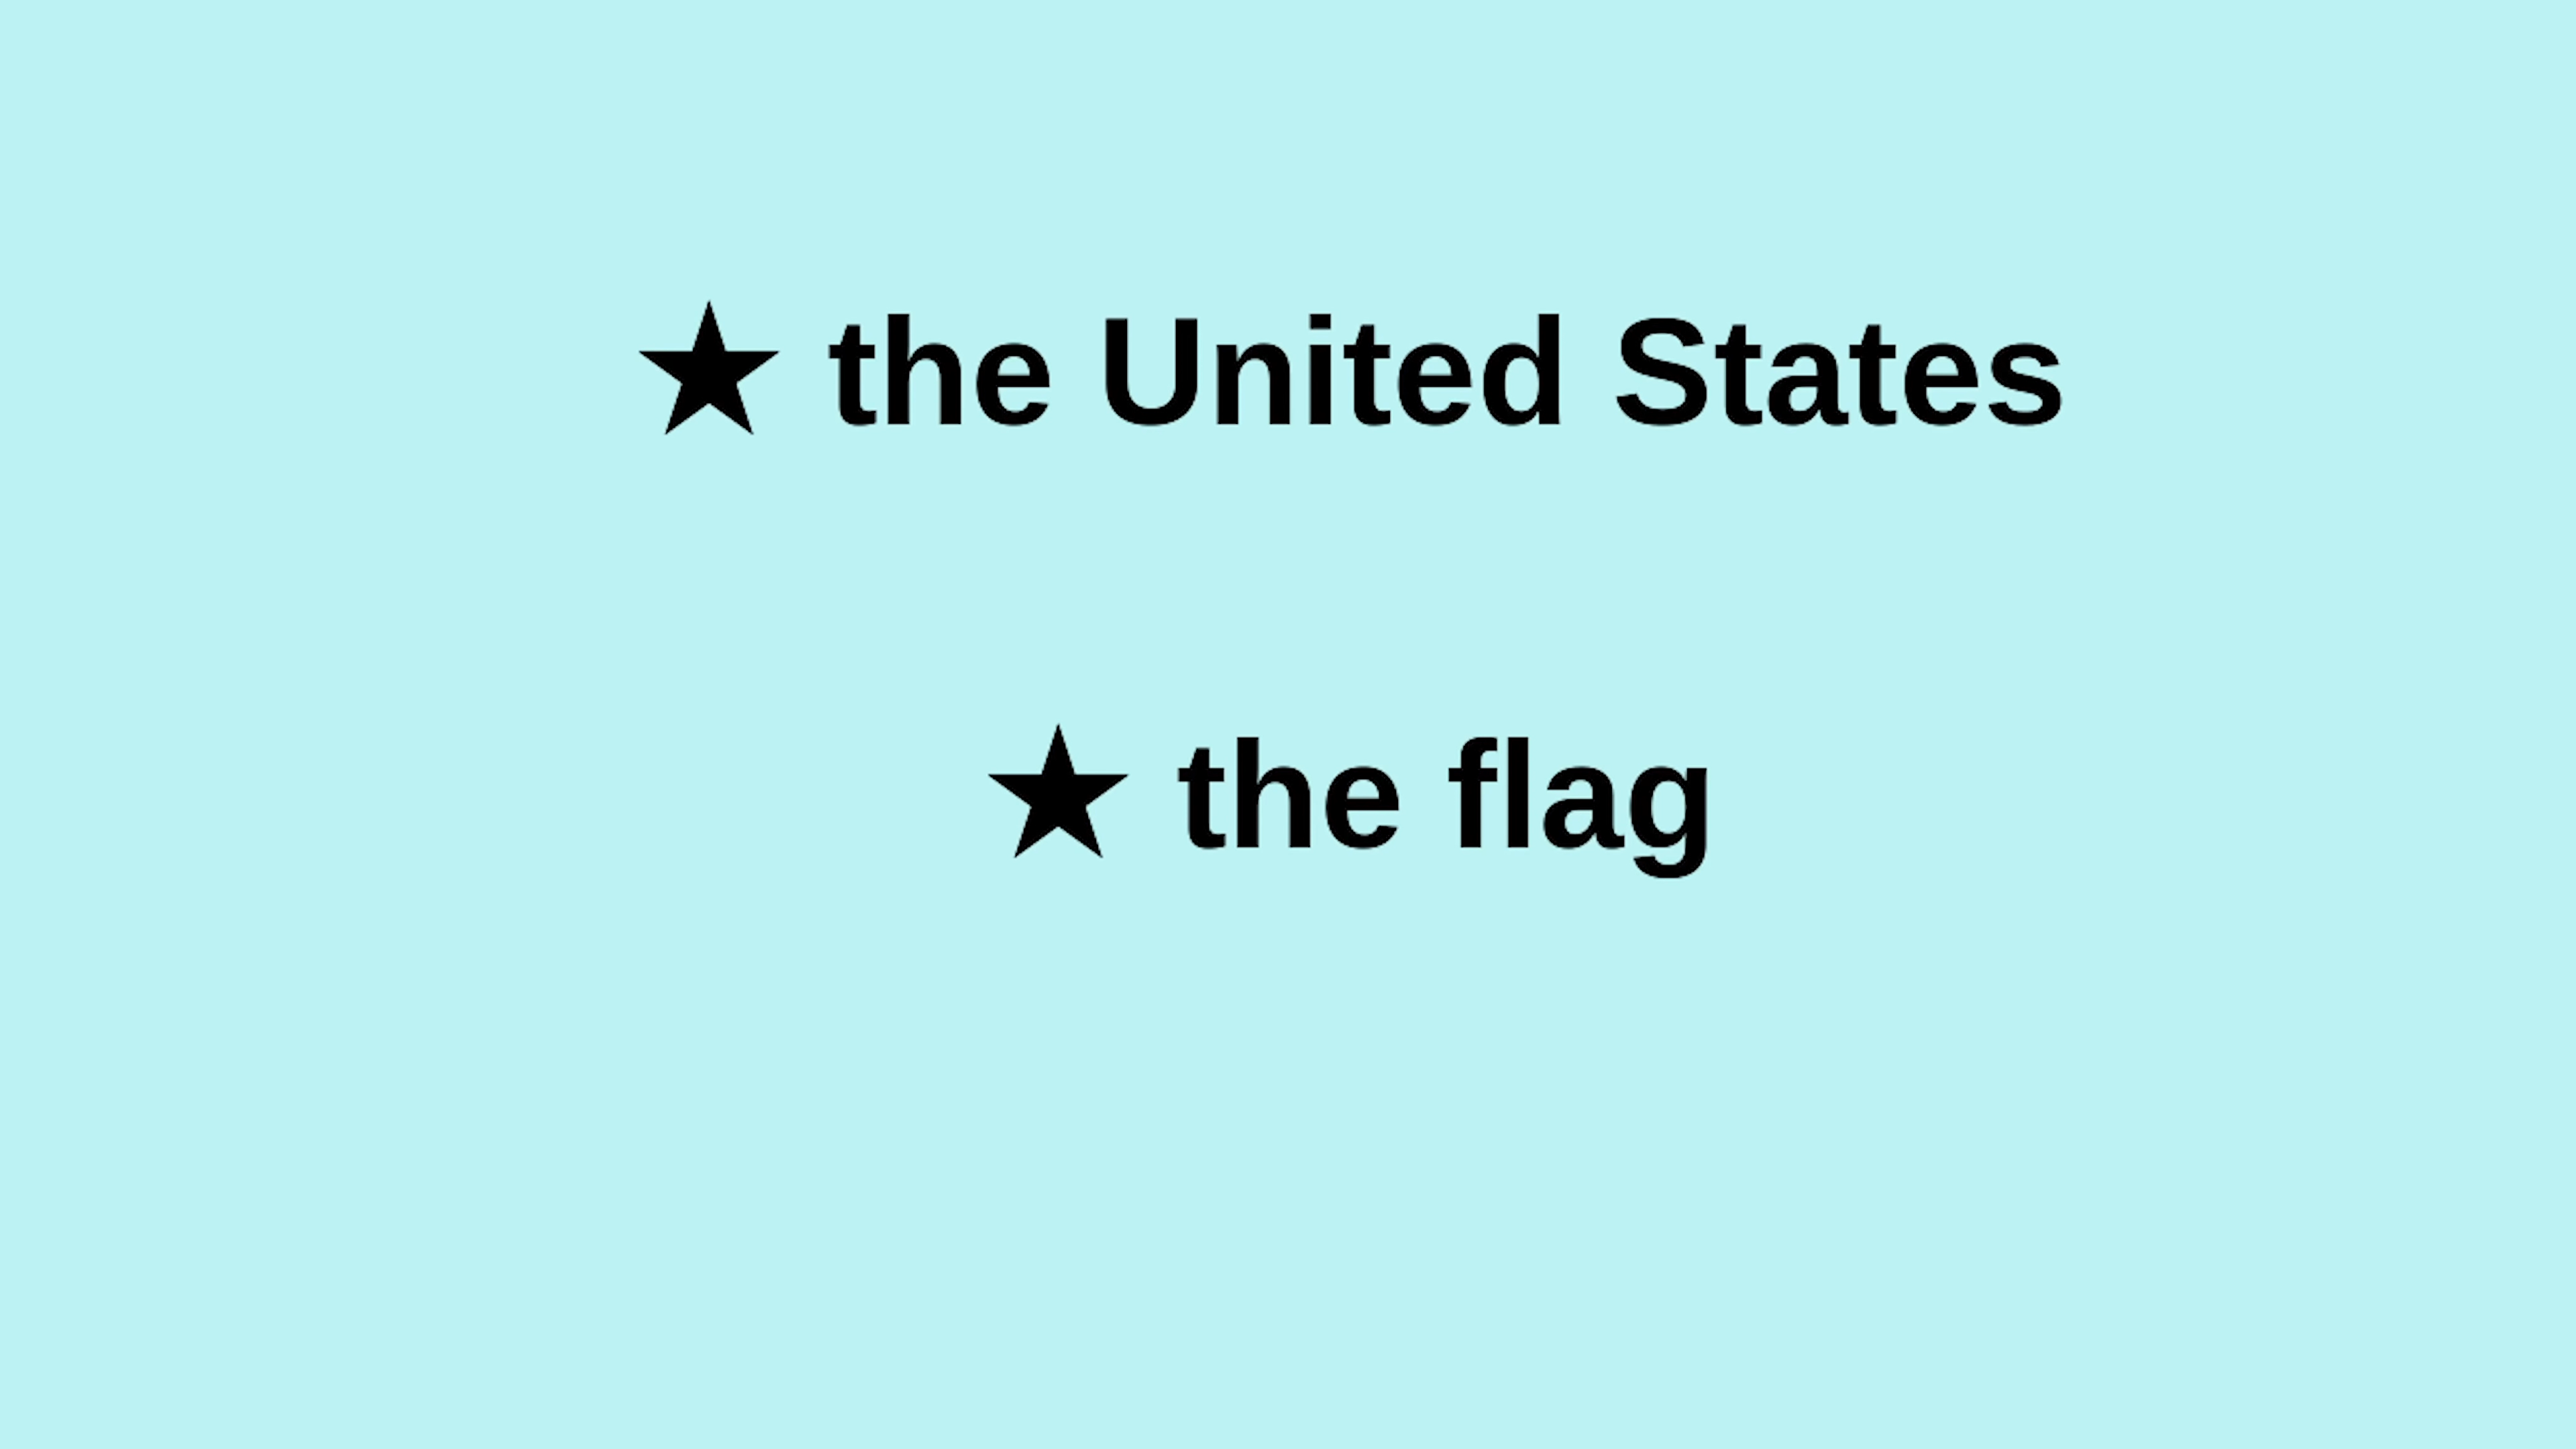 ★ the United States
★ the flag